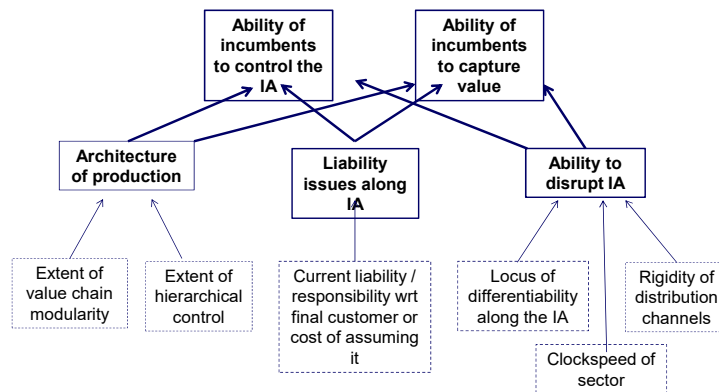 Ability of
incumbents
to control the
IA
Ability of
incumbents
to capture
value
Architecture
of production
Liability
issues along
IA
Ability to
disrupt IA
Extent of
value chain
modularity
Extent of
hierarchical
control
Current liability /
responsibility wrt
final customer or
cost of assuming
it
Locus of
differentiability
along the IA
Rigidity of
distribution
channels
Clockspeed of
sector